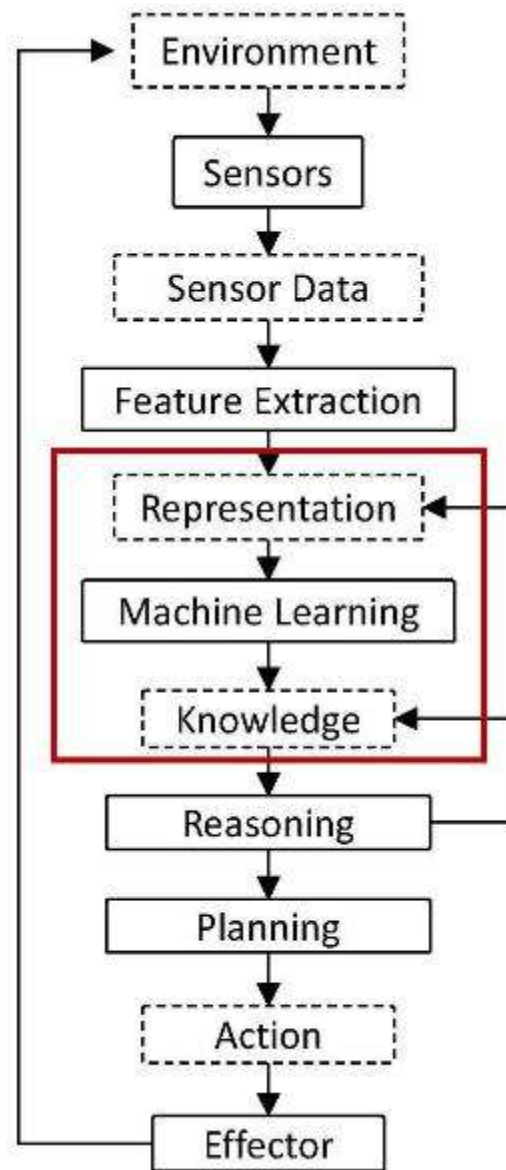 Environment
Sensors
Sensor Data
Feature Extraction
Representation
Machine Learning
Knowledge
Reasoning
Planning
Action
Effector